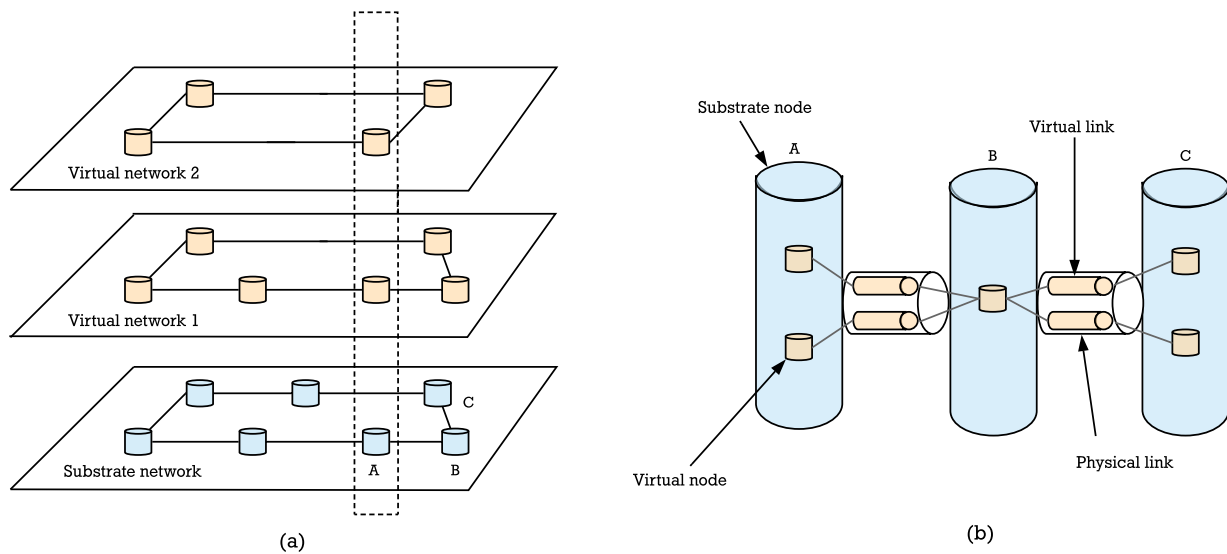 Virtual network 2
Virtual network 1
C
Substrate network
A
B
(a)
Substrate node
Virtual link
A
B
C
Virtual node
Physical link
(b)